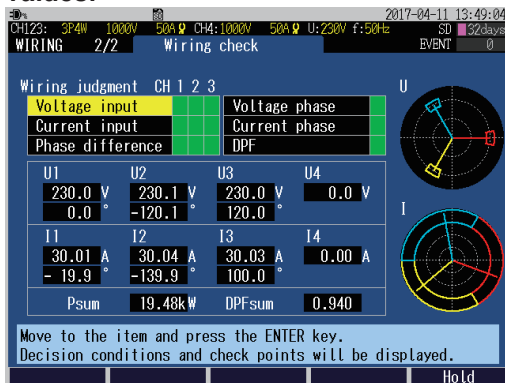 values.
2017-04-11 13:49:04
CH123: 3P4W 1000V 50A CH4:1000V 50A U:230V f:50Hz SD 32days
WIRING 2/2 Wiring check EVENT 0
Wiring judgment CH 1 2 3 U
Voltage input Voltage phase
Current input Current phase
Phase difference DPF
U1 U2 U3 U4
230.0 V 230.1 V 230.0 V 0.0 V
0.0 ° -120.1 ° 120.0 °
I
I1 I2 I3 I4
30.01 A 30.04 A 30.03 A 0.00 A
- 19.9 ° -139.9 ° 100.0 °
Psum 19.48kW DPFsum 0.940
Move to the item and press the ENTER key.
Decision conditions and check points will be displayed.
Hold